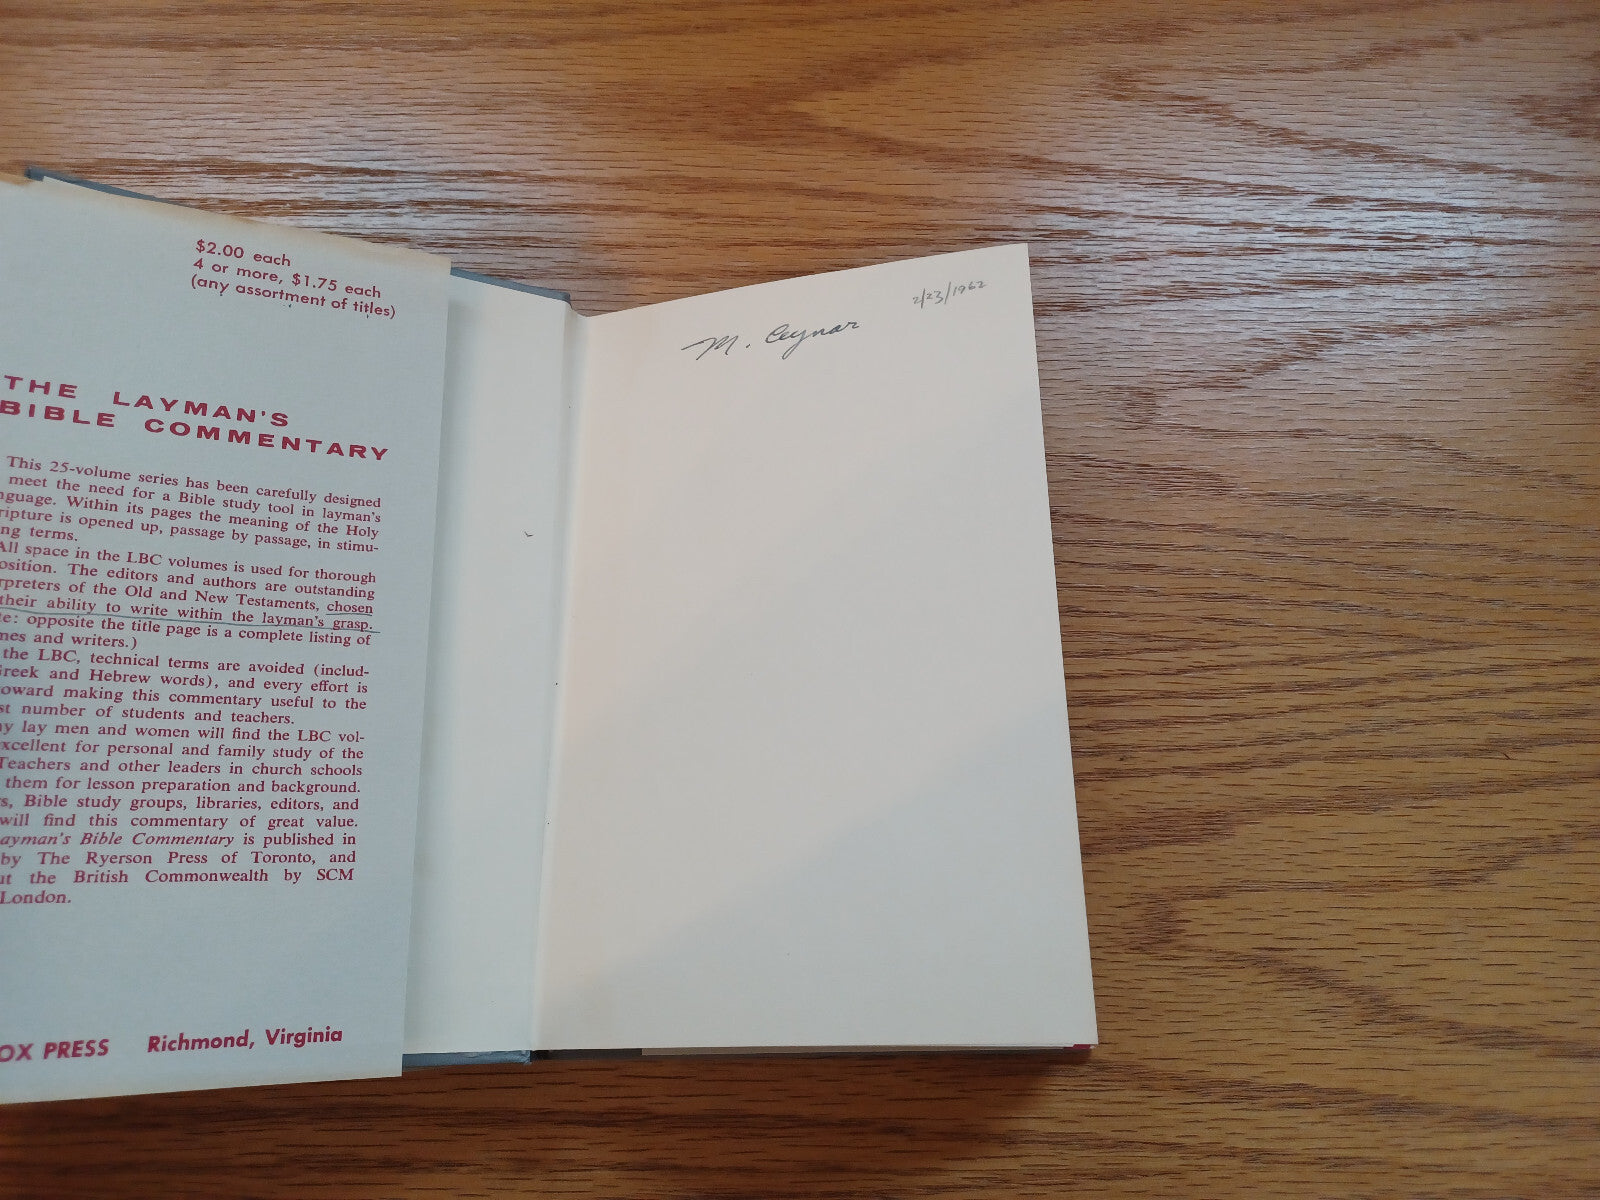 $2.00 each
4 or more, $1.75 each
(any assortment of titles)
THE LAYMAN'S
BIBLE COMMENTARY
This 25-volume series has been carefully designed
meet the need for a Bible study tool in layman's
nguage. Within its pages the meaning of the Holy
ripture is opened up, passage by passage, in stimu-
ng terms.
All space in the LBC volumes is used for thorough
osition. The editors and authors are outstanding
rpreters of the Old and New Testaments, chosen
their ability to write within the layman's grasp.
te: opposite the title page is a complete listing of
mes and writers.)
the LBC, technical terms are avoided (includ-
Greek and Hebrew words), and every effort is
oward making this commentary useful to the
st number of students and teachers.
ny lay men and women will find the LBC vol-
excellent for personal and family study of the
Teachers and other leaders in church schools
them for lesson preparation and background.
rs, Bible study groups, libraries, editors, and
will find this commentary of great value.
ayman's Bible Commentary is published in
by The Ryerson Press of Toronto, and
ut the British Commonwealth by SCM
London.
OX PRESS Richmond, Virginia
2/23/1962
M. Ceynar